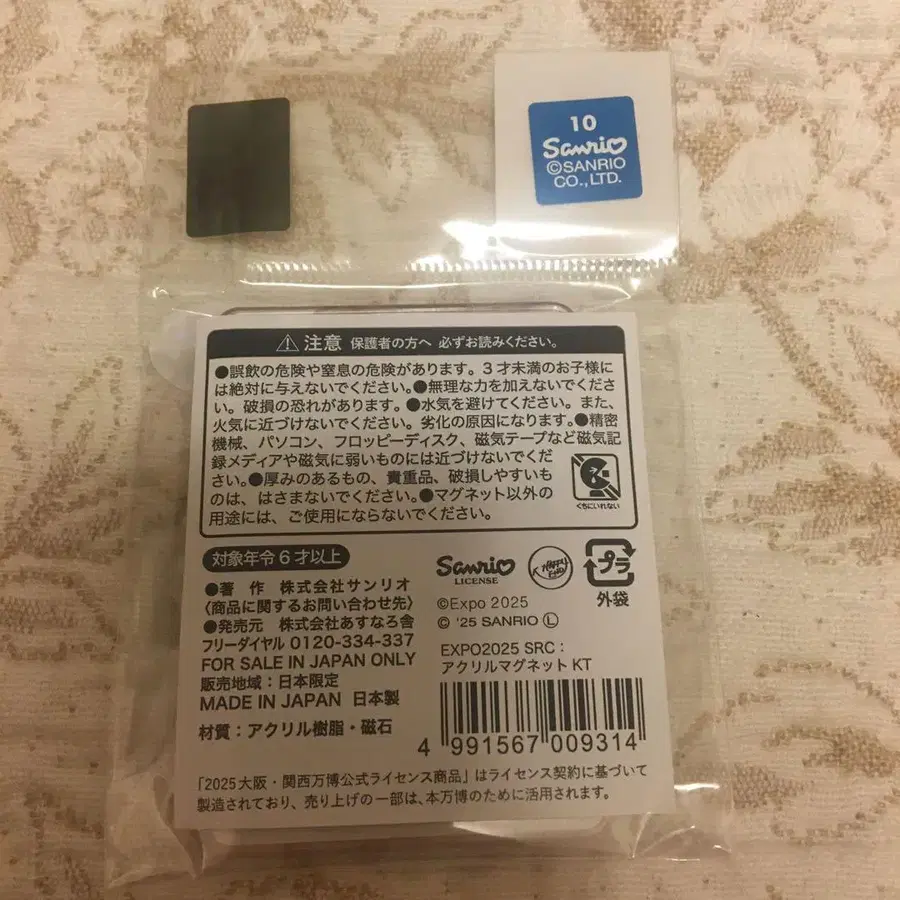 10
Sanrio
©SANRIO
CO.,LTD.
⚠注意 保護者の方へ 必ずお読みください。
●誤飲の危険や窒息の危険があります。3才未満のお子様に
は絶対に与えないでください。●無理な力を加えないでくださ
い。破損の恐れがあります。●水気を避けてください。また、
火気に近づけないでください。劣化の原因になります。●精密
機械、パソコン、フロッピーディスク、磁気テープなど磁気記
録メディアや磁気に弱いものには近づけないでくだ
さい。●厚みのあるもの、貴重品、破損しやすいも
のは、はさまないでください。●マグネット以外の
用途には、ご使用にならないでください。
くちにいれない
対象年令6才以上
●著 作 株式会社サンリオ
〈商品に関するお問い合わせ先〉
●発売元 株式会社あすなろ舎
フリーダイヤル 0120-334-337
FOR SALE IN JAPAN ONLY
販売地域：日本限定
MADE IN JAPAN 日本製
材質：アクリル樹脂・磁石
Sanrio
LICENSE
HAPPY
END
プラ
外袋
©Expo 2025
© '25 SANRIO Ⓛ
EXPO2025 SRC：
アクリルマグネット KT
4 991567 009314
「2025大阪・関西万博公式ライセンス商品」はライセンス契約に基づいて
製造されており、売り上げの一部は、本万博のために活用されます。